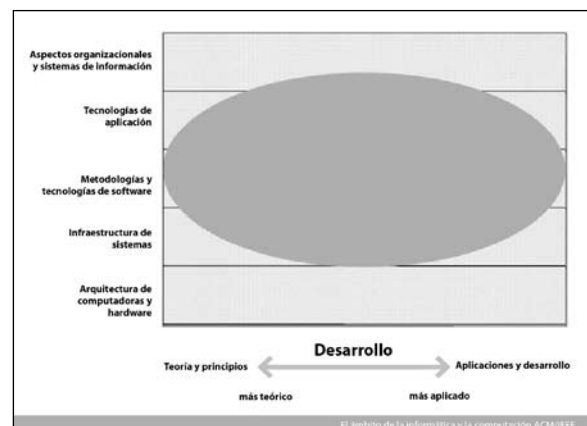 Aspectos organizacionales
y sistemas de información
Tecnologías de
aplicación
Metodologías y
tecnologías de software
Infraestructura de
sistemas
Arquitectura de
computadoras y
hardware
Desarrollo
Teoría y principios
Aplicaciones y desarrollo
más teórico
más aplicado
El ámbito de la informática y la computación ACM/IEEE